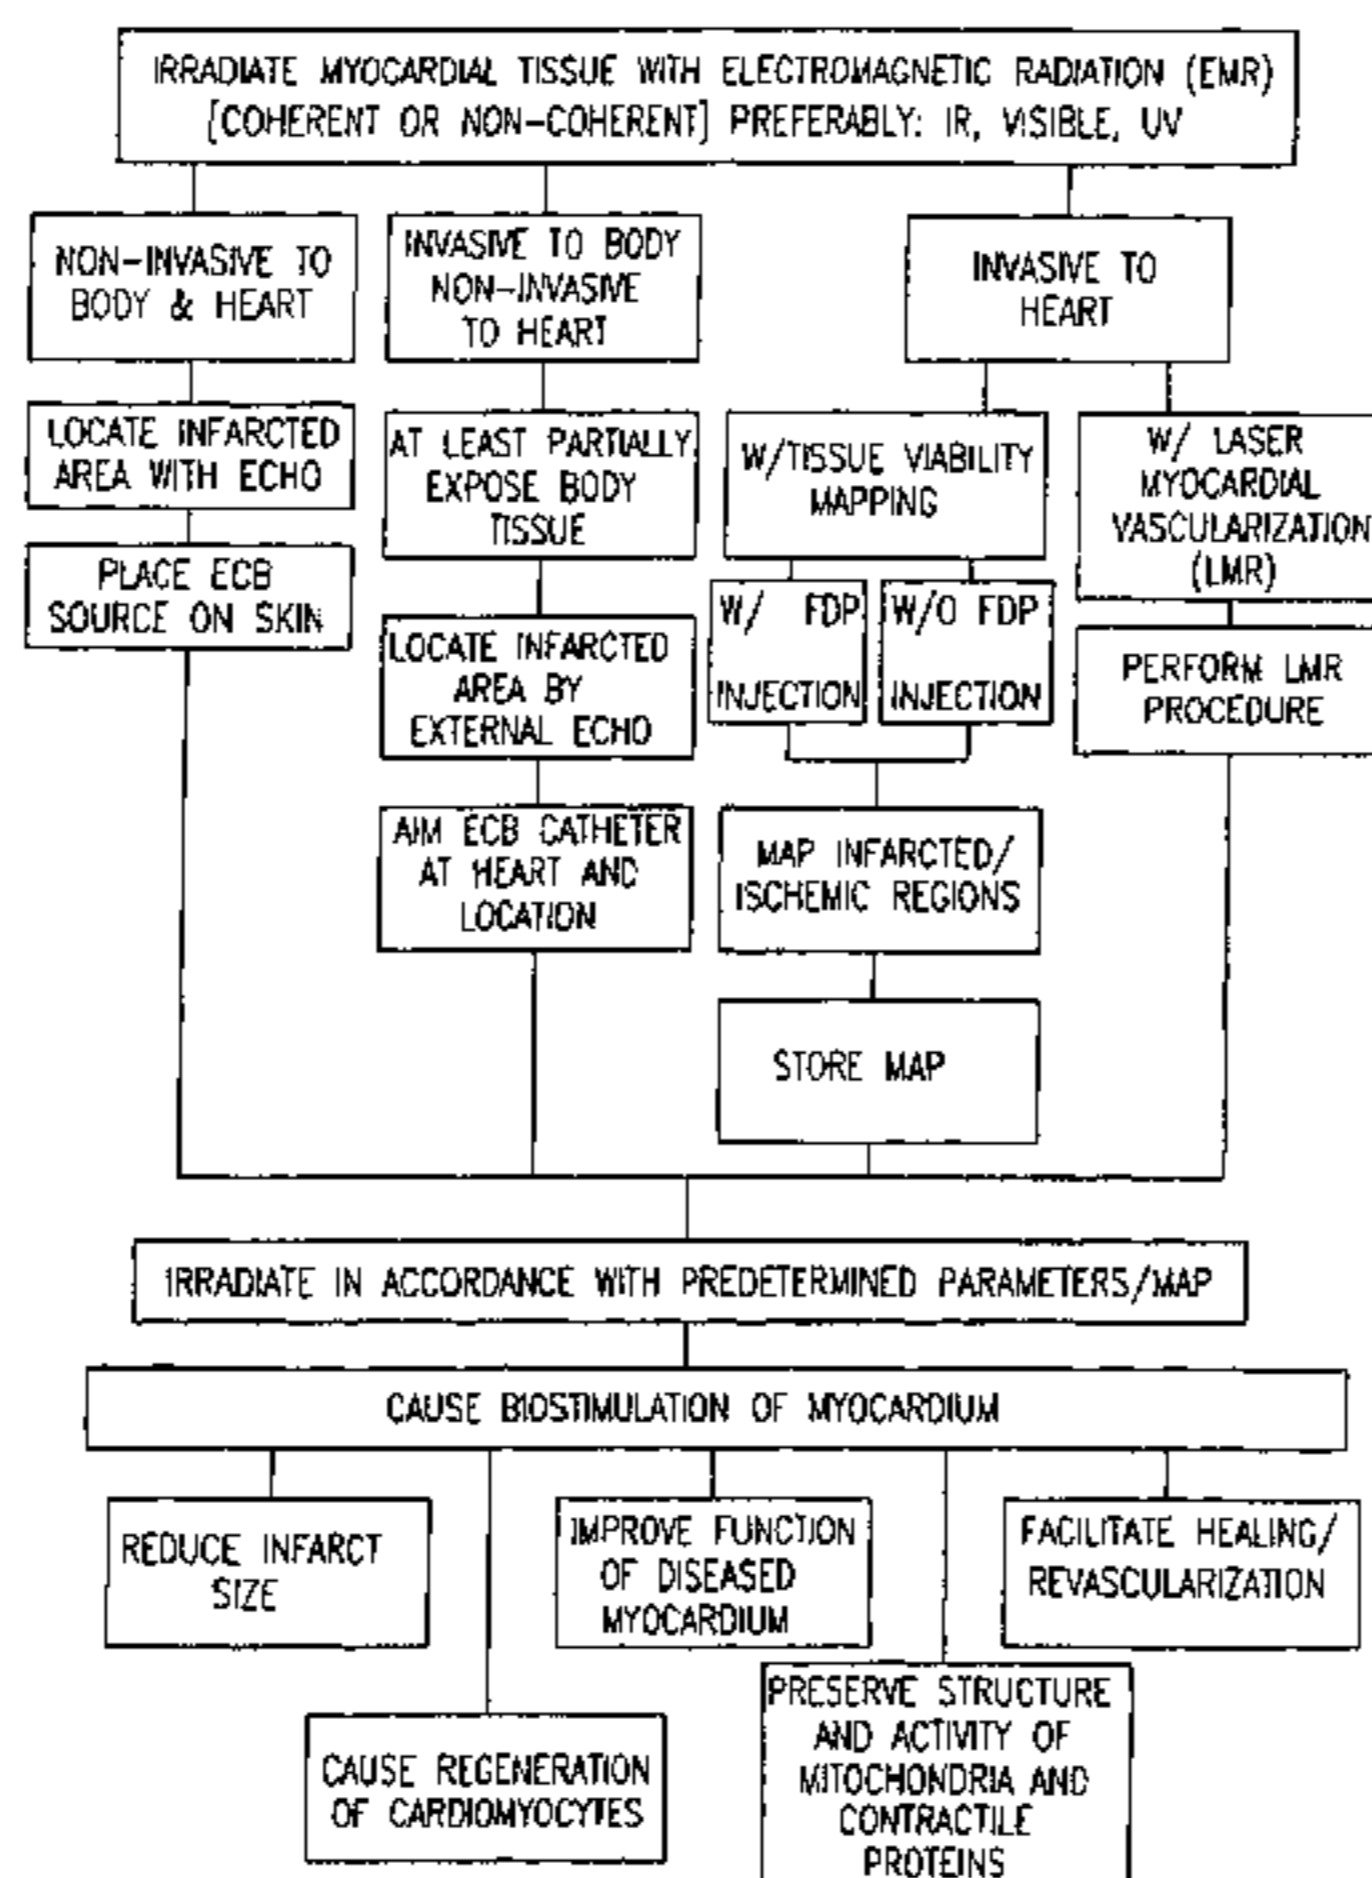 IRRADIATE MYOCARDIAL TISSUE WITH ELECTROMAGNETIC RADIATION (EMR)
[COHERENT OR NON-COHERENT] PREFERABLY: IR, VISIBLE, UV
NON-INVASIVE TO
BODY & HEART
INVASIVE TO BODY
NON-INVASIVE
TO HEART
INVASIVE TO
HEART
LOCATE INFARCTED
AREA WITH ECHO
PLACE ECB
SOURCE ON SKIN
AT LEAST PARTIALLY
EXPOSE BODY
TISSUE
LOCATE INFARCTED
AREA BY
EXTERNAL ECHO
AIM ECB CATHETER
AT HEART AND
LOCATION
W/TISSUE VIABILITY
MAPPING
W/ FDP
INJECTION
W/O FDP
INJECTION
MAP INFARCTED/
ISCHEMIC REGIONS
STORE MAP
W/ LASER
MYOCARDIAL
VASCULARIZATION
(LMR)
PERFORM LMR
PROCEDURE
IRRADIATE IN ACCORDANCE WITH PREDETERMINED PARAMETERS/MAP
CAUSE BIOSTIMULATION OF MYOCARDIUM
REDUCE INFARCT
SIZE
CAUSE REGENERATION
OF CARDIOMYOCYTES
IMPROVE FUNCTION
OF DISEASED
MYOCARDIUM
PRESERVE STRUCTURE
AND ACTIVITY OF
MITOCHONDRIA AND
CONTRACTILE
PROTEINS
FACILITATE HEALING/
REVASCULARIZATION